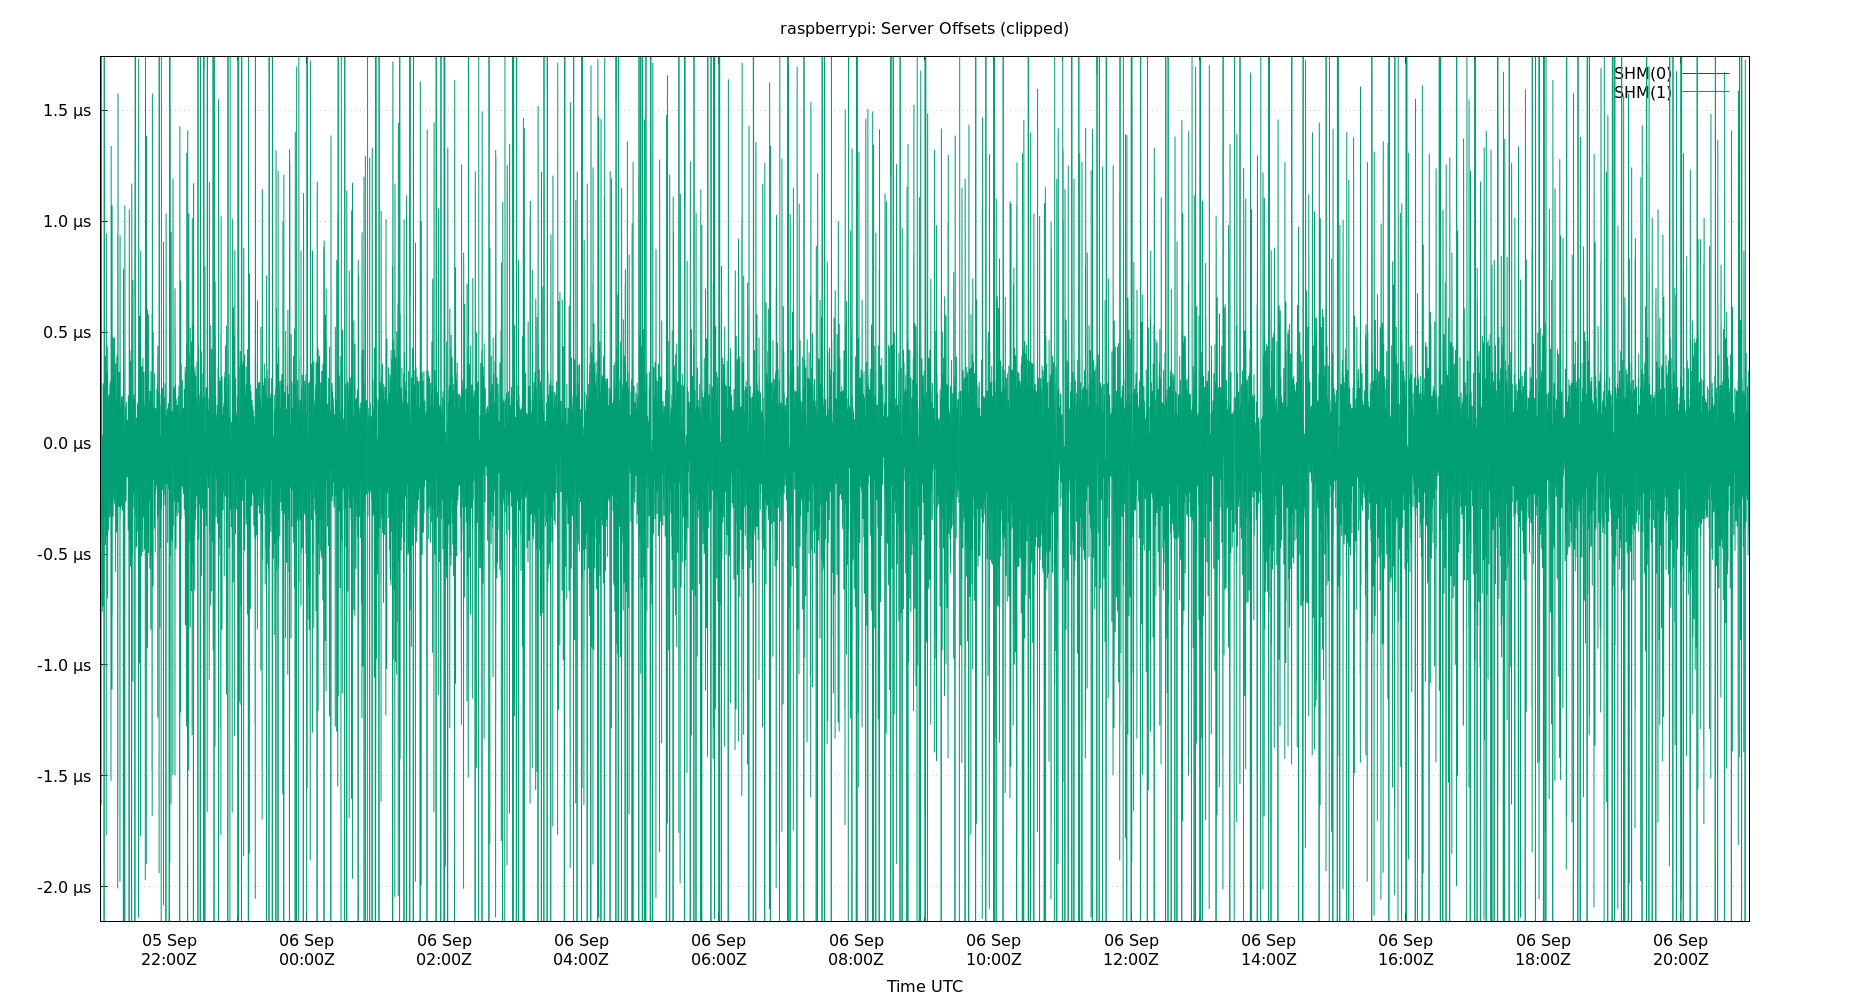 raspberrypi: Server Offsets (clipped)
SHM(0)
SHM(1)
1.5 µs
1.0 µs
0.5 µs
0.0 µs
-0.5 µs
-1.0 µs
-1.5 µs
-2.0 µs
05 Sep 06 Sep 06 Sep 06 Sep 06 Sep 06 Sep 06 Sep 06 Sep 06 Sep 06 Sep 06 Sep 06 Sep
22:00Z 00:00Z 02:00Z 04:00Z 06:00Z 08:00Z 10:00Z 12:00Z 14:00Z 16:00Z 18:00Z 20:00Z
Time UTC